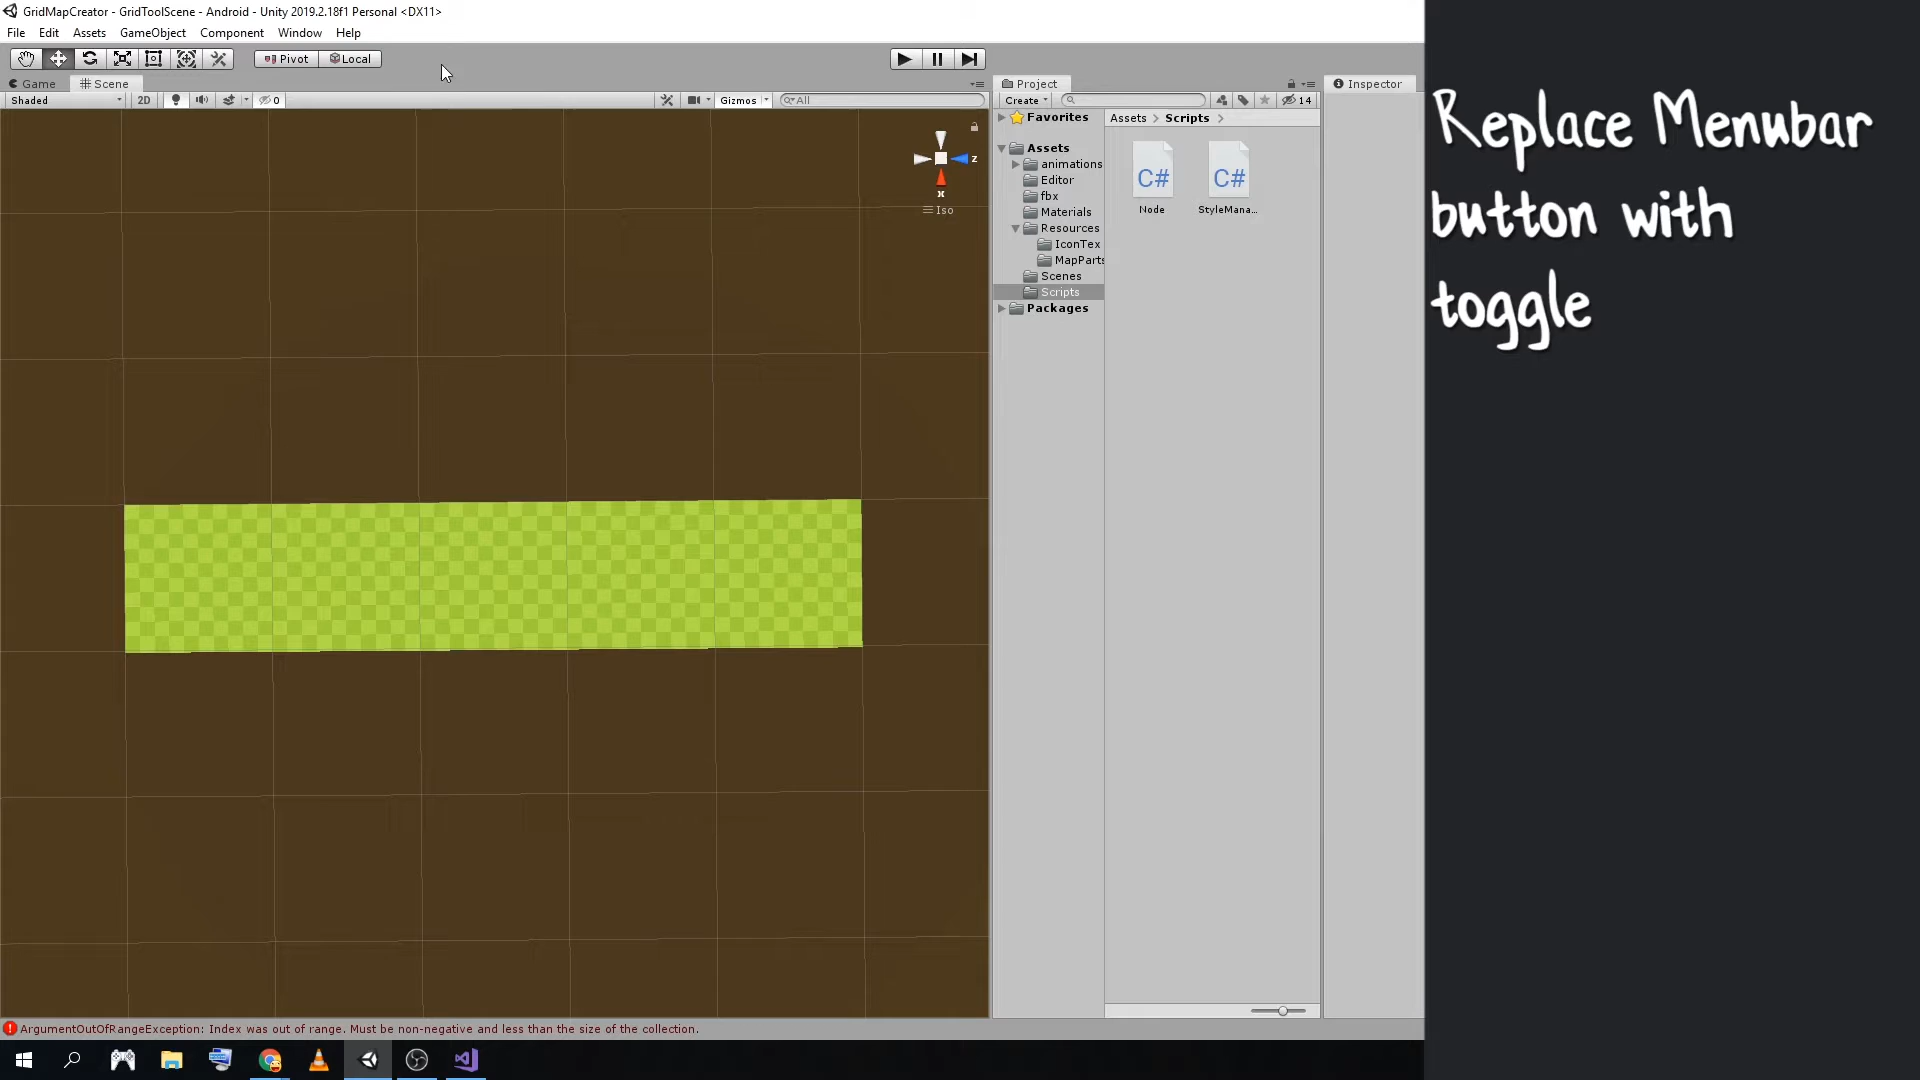 GridMapCreator - GridToolScene - Android - Unity 2019.2.18f1 Personal <DX11>
File Edit Assets GameObject Component Window Help
Pivot Local
Game Scene Project Inspector
Shaded 2D 0 Gizmos All Create 14
Favorites
Assets > Scripts >
Assets
animations
Editor
fbx
Materials
Resources
IconTex
MapParts
Scenes
Scripts
Packages
C# C#
Node StyleMana...
z
x
Iso
Replace Menubar
button with
toggle
ArgumentOutOfRangeException: Index was out of range. Must be non-negative and less than the size of the collection.